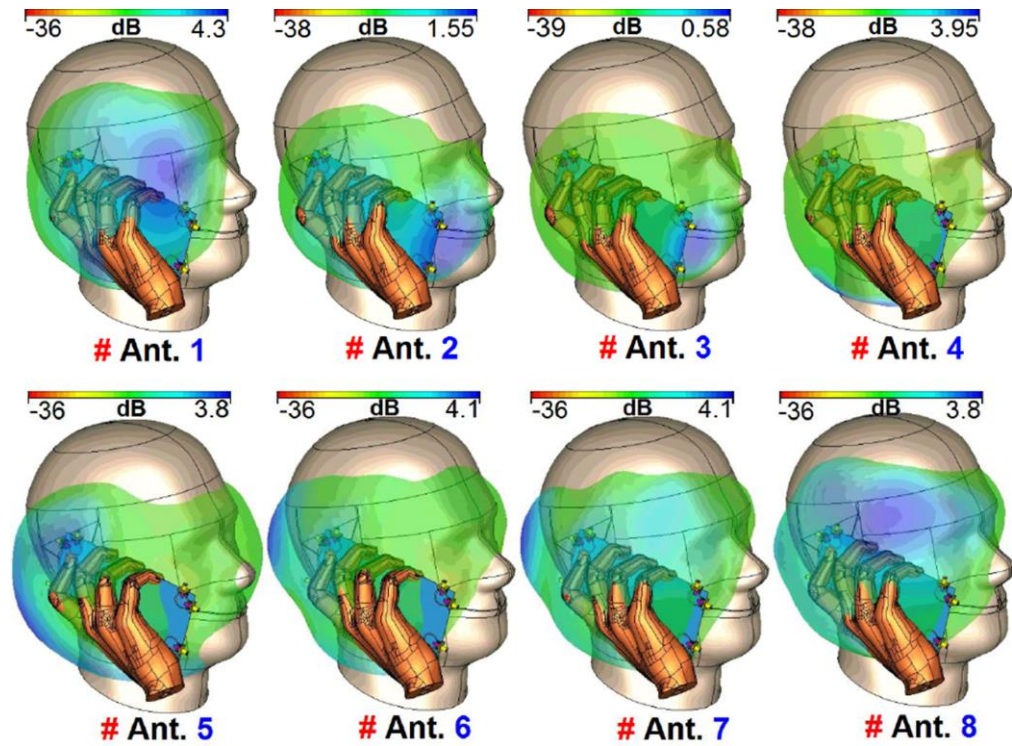 -36 dB 4.3
-38 dB 1.55
-39 dB 0.58
-38 dB 3.95
# Ant. 1
# Ant. 2
# Ant. 3
# Ant. 4
-36 dB 3.8
-36 dB 4.1
-36 dB 4.1
-36 dB 3.8
# Ant. 5
# Ant. 6
# Ant. 7
# Ant. 8